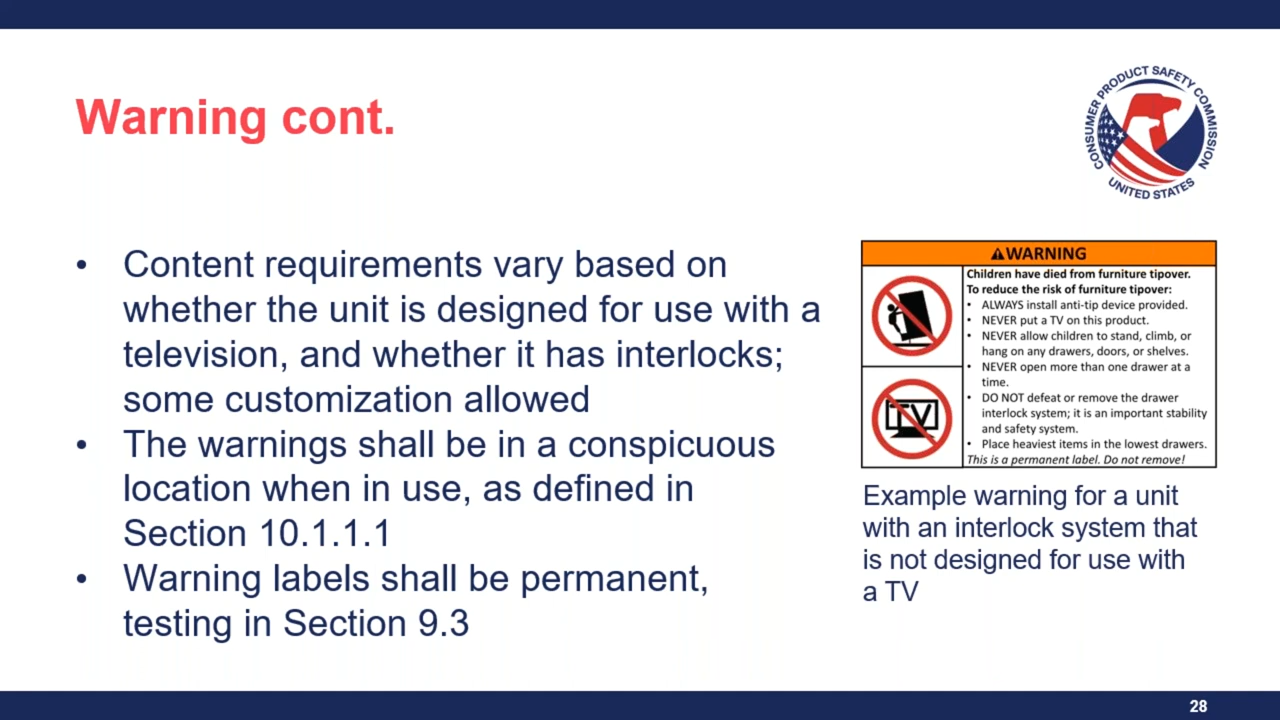 Warning cont.
CONSUMER PRODUCT SAFETY COMMISSION
UNITED STATES
• Content requirements vary based on
whether the unit is designed for use with a
television, and whether it has interlocks;
some customization allowed
• The warnings shall be in a conspicuous
location when in use, as defined in
Section 10.1.1.1
• Warning labels shall be permanent,
testing in Section 9.3
⚠WARNING
Children have died from furniture tipover.
To reduce the risk of furniture tipover:
• ALWAYS install anti-tip device provided.
• NEVER put a TV on this product.
• NEVER allow children to stand, climb, or
hang on any drawers, doors, or shelves.
• NEVER open more than one drawer at a
time.
• DO NOT defeat or remove the drawer
interlock system; it is an important stability
and safety system.
• Place heaviest items in the lowest drawers.
This is a permanent label. Do not remove!
TV
Example warning for a unit
with an interlock system that
is not designed for use with
a TV
28